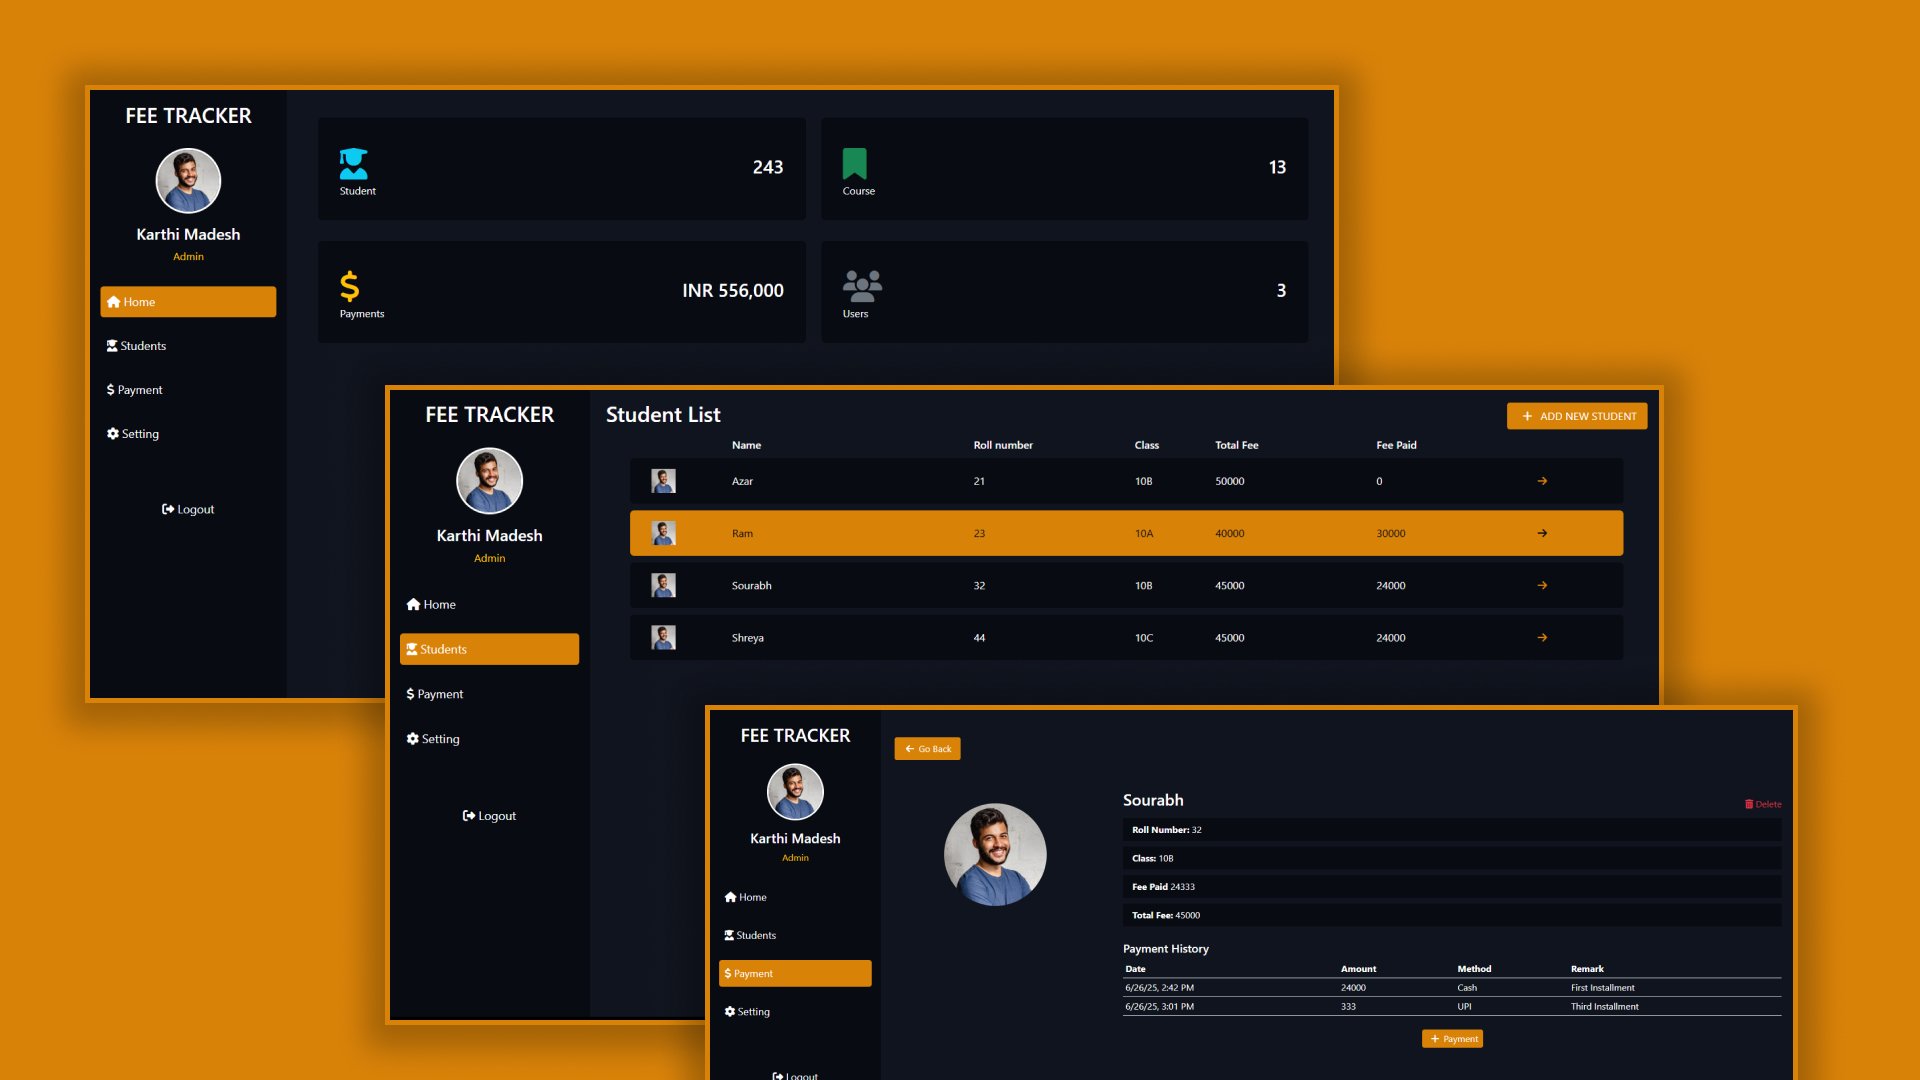 FEE TRACKER
Karthi Madesh
Admin
Home
Students
Payment
Setting
Logout
Student
243
Course
13
Payments
INR 556,000
Users
3
FEE TRACKER
Karthi Madesh
Admin
Home
Students
Payment
Setting
Logout
Student List
ADD NEW STUDENT
Name Roll number Class Total Fee Fee Paid
Azar 21 10B 50000 0
Ram 23 10A 40000 30000
Sourabh 32 10B 45000 24000
Shreya 44 10C 45000 24000
FEE TRACKER
Karthi Madesh
Admin
Home
Students
Payment
Setting
Logout
Go Back
Sourabh
Delete
Roll Number: 32
Class: 10B
Fee Paid 24333
Total Fee: 45000
Payment History
Date Amount Method Remark
6/26/25, 2:42 PM 24000 Cash First Installment
6/26/25, 3:01 PM 333 UPI Third Installment
Payment